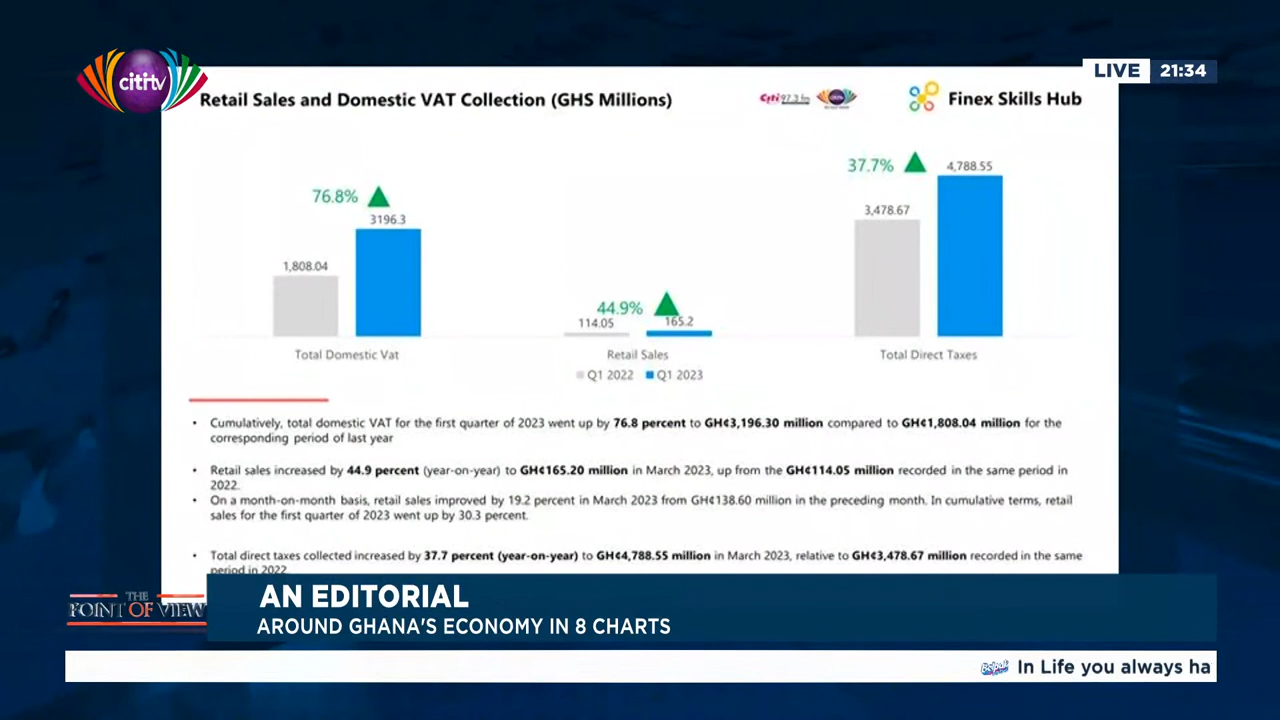 citi tv
LIVE 21:34
Retail Sales and Domestic VAT Collection (GHS Millions)
Citi 97.3 fm
Finex Skills Hub
76.8%
3196.3
1,808.04
Total Domestic Vat
44.9%
114.05
165.2
Retail Sales
37.7%
4,788.55
3,478.67
Total Direct Taxes
Q1 2022 Q1 2023
• Cumulatively, total domestic VAT for the first quarter of 2023 went up by 76.8 percent to GH¢3,196.30 million compared to GH¢1,808.04 million for the
corresponding period of last year
• Retail sales increased by 44.9 percent (year-on-year) to GH¢165.20 million in March 2023, up from the GH¢114.05 million recorded in the same period in
2022.
• On a month-on-month basis, retail sales improved by 19.2 percent in March 2023 from GH¢138.60 million in the preceding month. In cumulative terms, retail
sales for the first quarter of 2023 went up by 30.3 percent.
• Total direct taxes collected increased by 37.7 percent (year-on-year) to GH¢4,788.55 million in March 2023, relative to GH¢3,478.67 million recorded in the same
period in 2022.
THE
POINT OF VIEW
AN EDITORIAL
AROUND GHANA'S ECONOMY IN 8 CHARTS
In Life you always ha